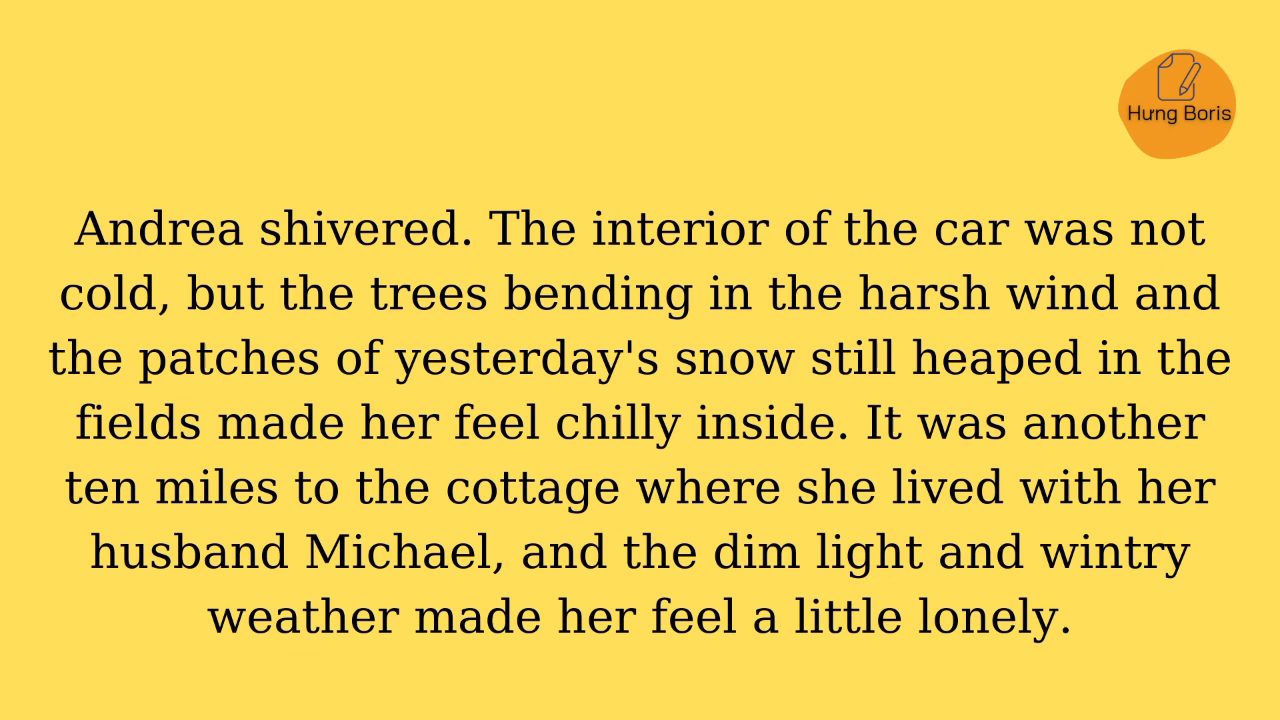 Hưng Boris
Andrea shivered. The interior of the car was not
cold, but the trees bending in the harsh wind and
the patches of yesterday's snow still heaped in the
fields made her feel chilly inside. It was another
ten miles to the cottage where she lived with her
husband Michael, and the dim light and wintry
weather made her feel a little lonely.